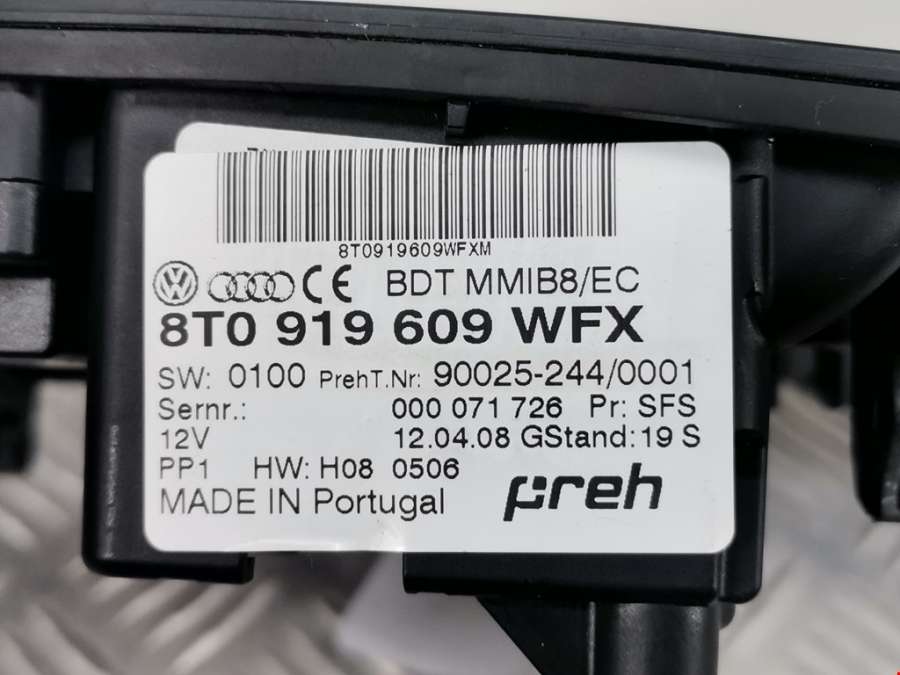 8T0919609WFXM
CE BDT MMIB8/EC
8T0 919 609 WFX
SW: 0100 PrehT.Nr: 90025-244/0001
Sernr.: 000 071 726 Pr: SFS
12V 12.04.08 GStand: 19 S
PP1 HW: H08 0506
MADE IN Portugal preh